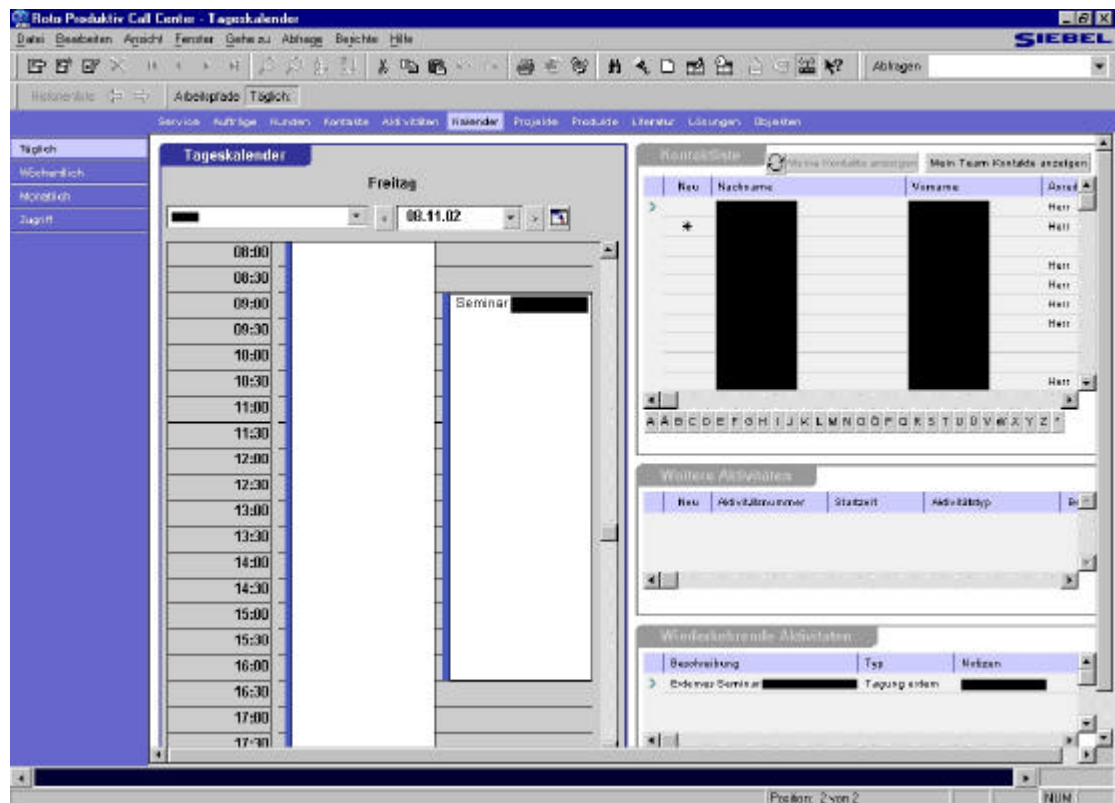 Roto Produktiv Call Center - Tageskalender
Datei Bearbeiten Ansicht Fenster Gehe zu Abfrage Berichte Hilfe
SIEBEL
Abfragen
Historienliste Arbeitspfade Täglich:
Service Aufträge Kunden Kontakte Aktivitäten Kalender Projekte Produkte Literatur Lösungen Objekten
Täglich
Wöchentlich
Monatlich
Zugriff
Tageskalender
Freitag
08.11.02
08:00
08:30
09:00 Seminar
09:30
10:00
10:30
11:00
11:30
12:00
12:30
13:00
13:30
14:00
14:30
15:00
15:30
16:00
16:30
17:00
17:30
Kontaktliste Meine Kontakte anzeigen Mein Team Kontakte anzeigen
Neu Nachname Vorname Anred
Herr
* Herr
Herr
Herr
Herr
Herr
Herr
A Ä B C D E F G H I J K L M N O Ö P Q R S T U Ü V W X Y Z *
Weitere Aktivitäten
Neu Aktivitätsnummer Startzeit Aktivitätstyp
Wiederkehrende Aktivitäten
Beschreibung Typ Notizen
Externes Seminar Tagung extern
Position: 2 von 2
NUM